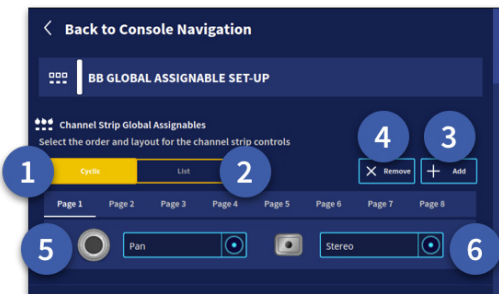 Back to Console Navigation
BB GLOBAL ASSIGNABLE SET-UP
Channel Strip Global Assignables
Select the order and layout for the channel strip controls
4 3
1 Cyclic List 2 Remove Add
Page 1 Page 2 Page 3 Page 4 Page 5 Page 6 Page 7 Page 8
5 Pan Stereo 6